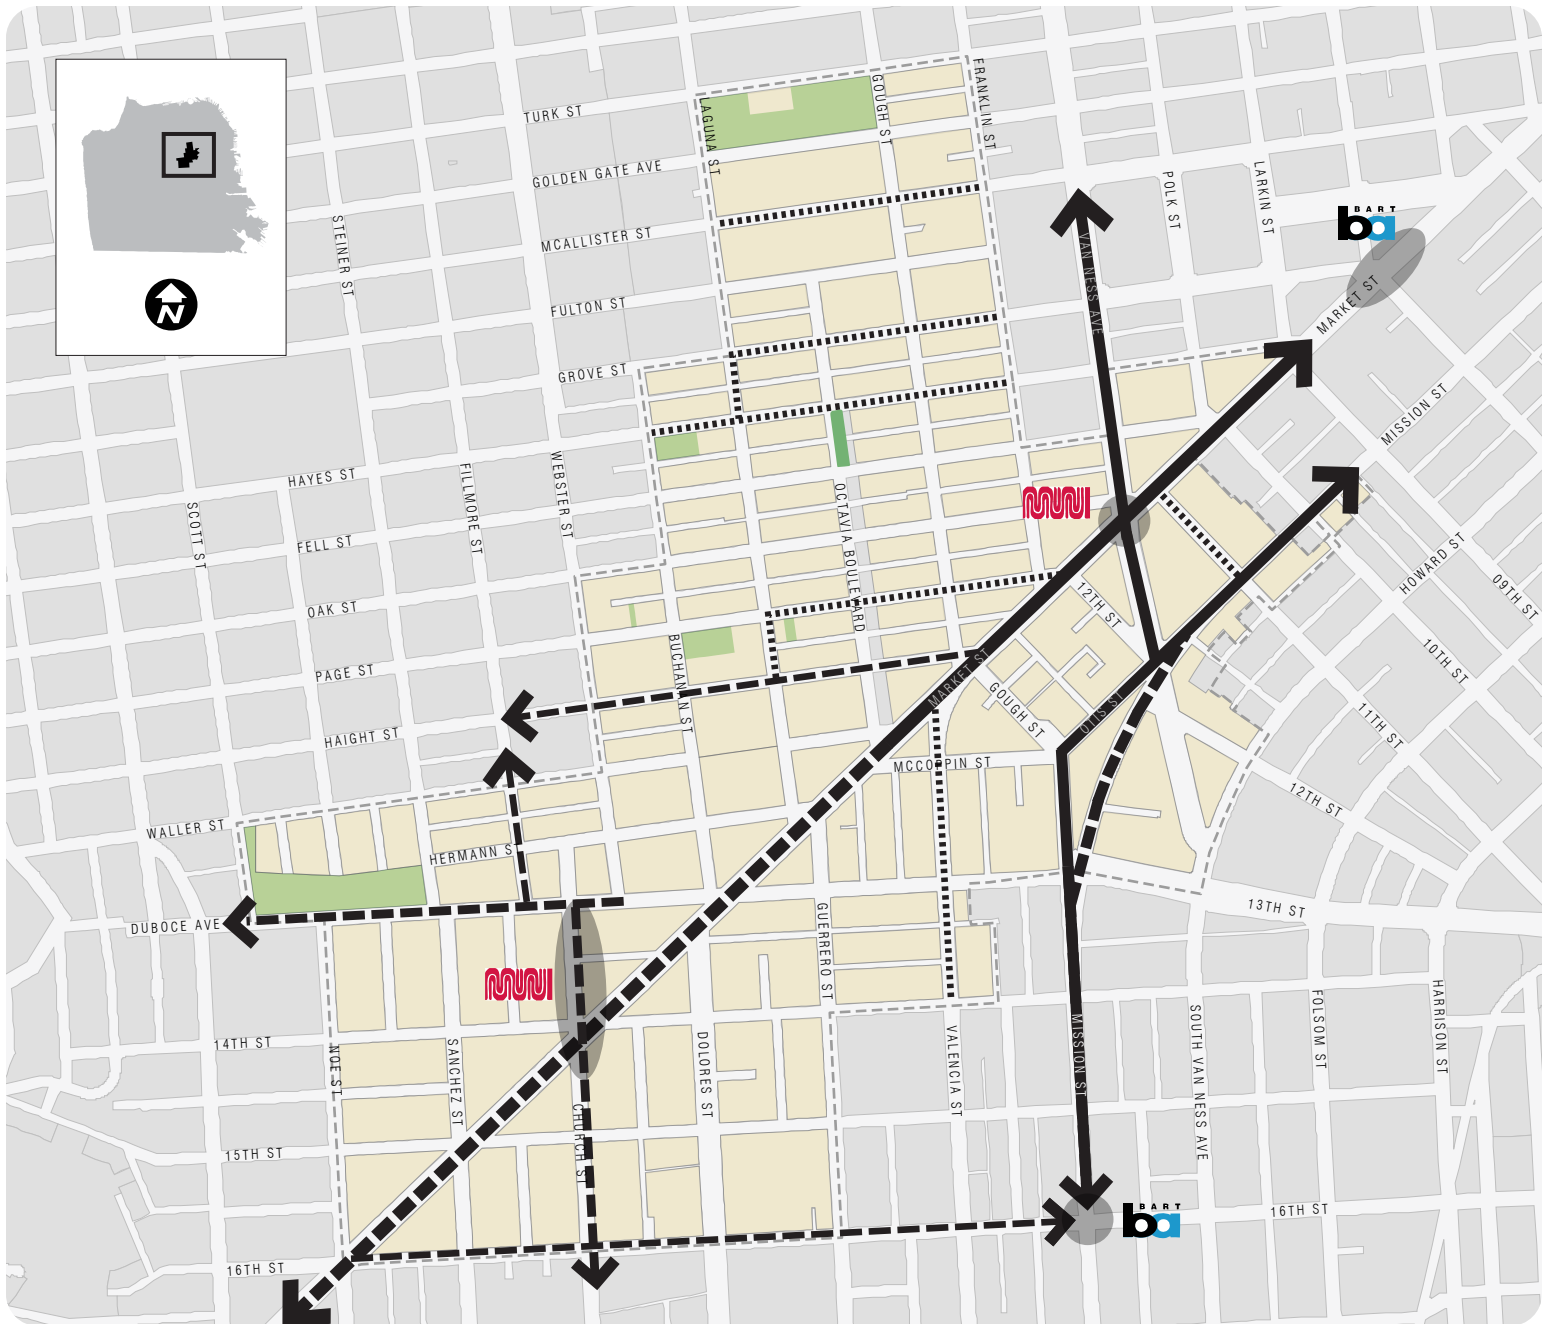 TURK ST
GOLDEN GATE AVE
MCALLISTER ST
FULTON ST
GROVE ST
HAYES ST
FELL ST
OAK ST
PAGE ST
HAIGHT ST
WALLER ST
HERMANN ST
DUBOCE AVE
14TH ST
15TH ST
16TH ST
STEINER ST
SCOTT ST
FILLMORE ST
WEBSTER ST
LAGUNA ST
GOUGH ST
FRANKLIN ST
VAN NESS AVE
POLK ST
LARKIN ST
BART
ba
MARKET ST
MISSION ST
HOWARD ST
09TH ST
10TH ST
11TH ST
12TH ST
12TH ST
MUNI
OCTAVIA BOULEVARD
BUCHANAN ST
MARKET ST
GOUGH ST
OTIS ST
MCCOPPIN ST
13TH ST
GUERRERO ST
MUNI
NOE ST
SANCHEZ ST
CHURCH ST
DOLORES ST
VALENCIA ST
MISSION ST
SOUTH VAN NESS AVE
FOLSOM ST
HARRISON ST
BART
ba
16TH ST
N